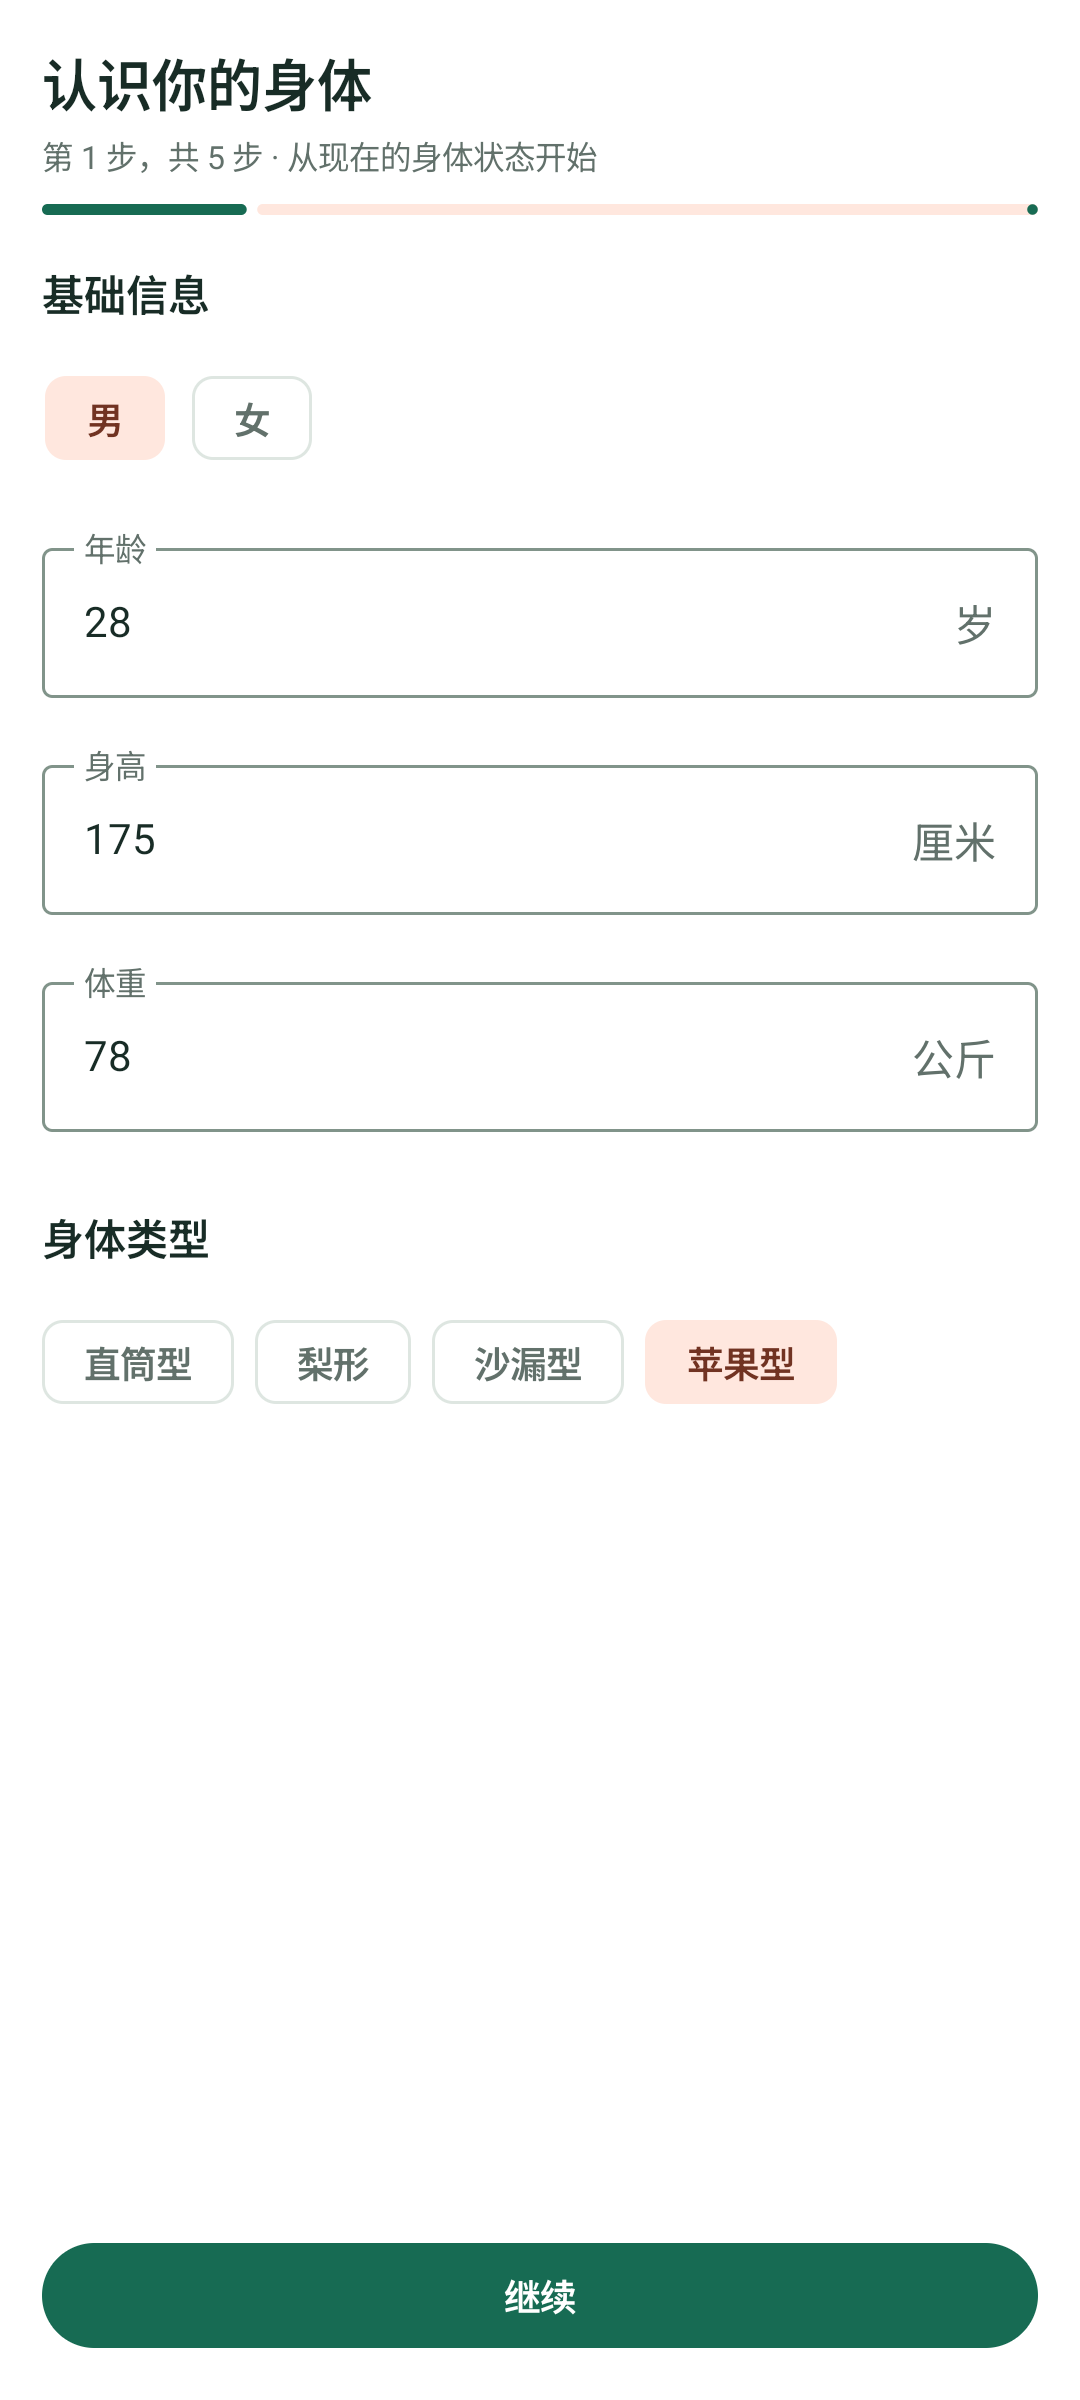 认识你的身体
第 1 步，共 5 步 · 从现在的身体状态开始
基础信息
男 女
年龄
28 岁
身高
175 厘米
体重
78 公斤
身体类型
直筒型 梨形 沙漏型 苹果型
继续